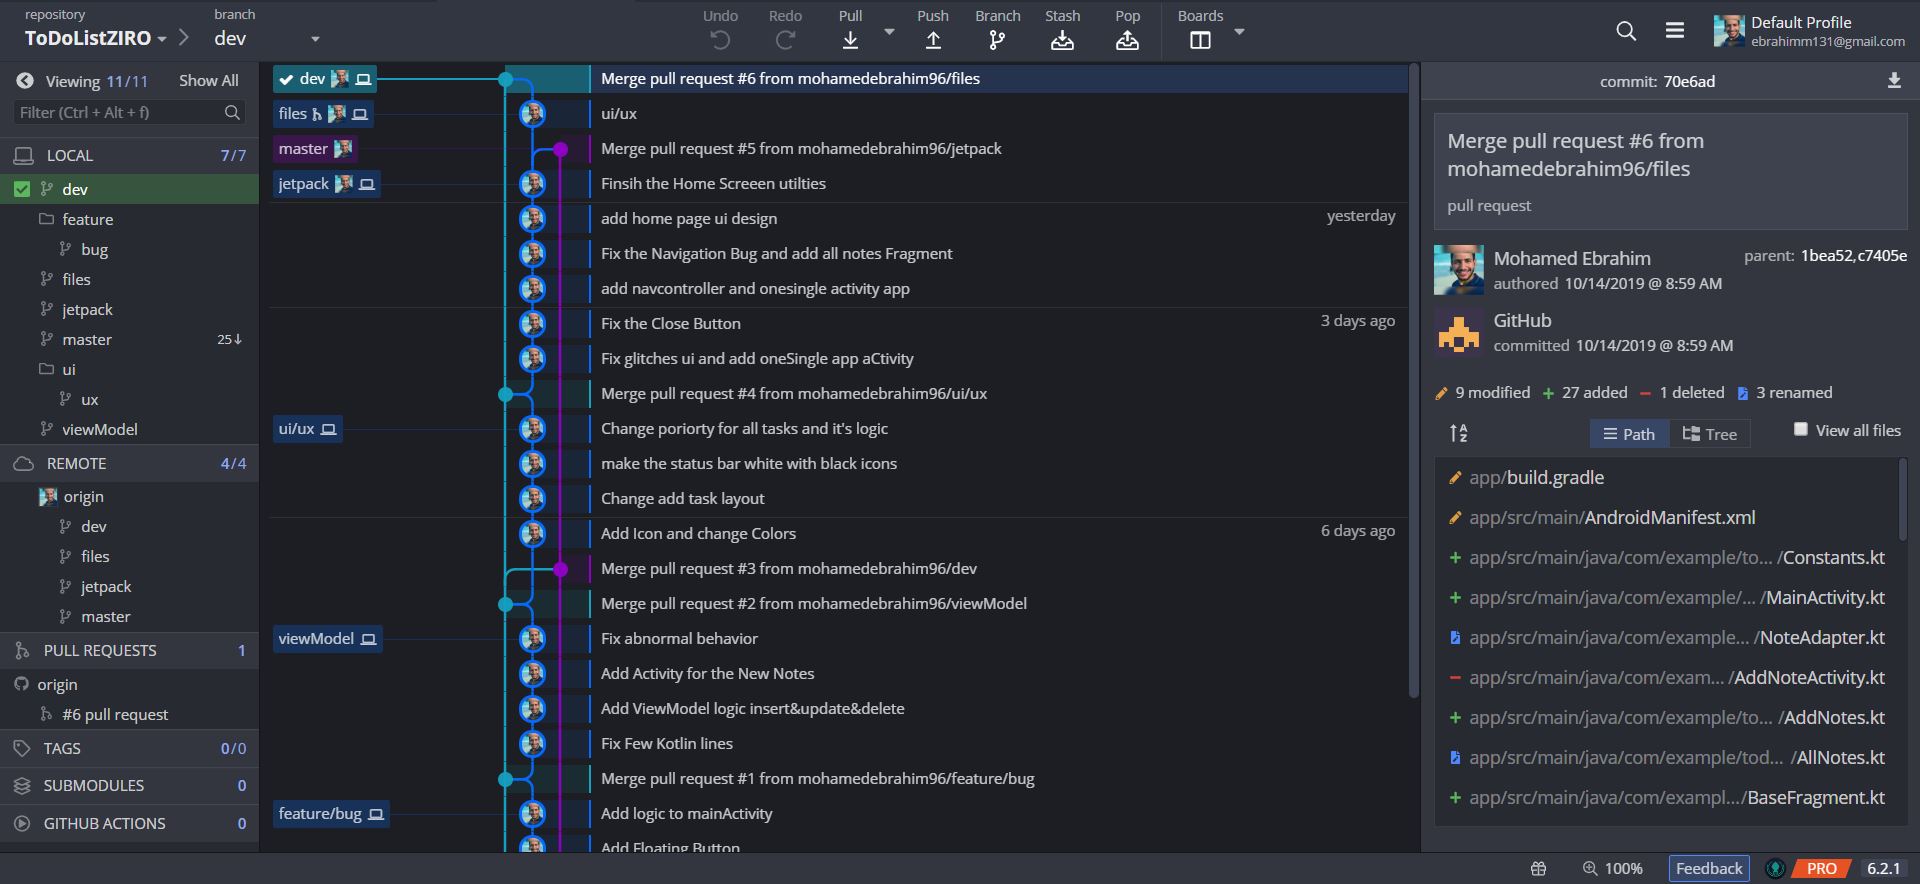 repository
ToDoListZIRO
branch
dev
Undo
Redo
Pull
Push
Branch
Stash
Pop
Boards
Default Profile
ebrahimm131@gmail.com
Viewing 11/11
Show All
Filter (Ctrl + Alt + f)
LOCAL 7/7
dev
feature
bug
files
jetpack
master 25↓
ui
ux
viewModel
REMOTE 4/4
origin
dev
files
jetpack
master
PULL REQUESTS 1
origin
#6 pull request
TAGS 0/0
SUBMODULES 0
GITHUB ACTIONS 0
dev Merge pull request #6 from mohamedebrahim96/files
files ui/ux
master Merge pull request #5 from mohamedebrahim96/jetpack
jetpack Finsih the Home Screeen utilties
add home page ui design yesterday
Fix the Navigation Bug and add all notes Fragment
add navcontroller and onesingle activity app
Fix the Close Button 3 days ago
Fix glitches ui and add oneSingle app aCtivity
Merge pull request #4 from mohamedebrahim96/ui/ux
ui/ux Change poriorty for all tasks and it's logic
make the status bar white with black icons
Change add task layout
Add Icon and change Colors 6 days ago
Merge pull request #3 from mohamedebrahim96/dev
Merge pull request #2 from mohamedebrahim96/viewModel
viewModel Fix abnormal behavior
Add Activity for the New Notes
Add ViewModel logic insert&update&delete
Fix Few Kotlin lines
Merge pull request #1 from mohamedebrahim96/feature/bug
feature/bug Add logic to mainActivity
Add Floating Button
commit: 70e6ad
Merge pull request #6 from
mohamedebrahim96/files
pull request
Mohamed Ebrahim
parent: 1bea52,c7405e
authored 10/14/2019 @ 8:59 AM
GitHub
committed 10/14/2019 @ 8:59 AM
9 modified + 27 added − 1 deleted 3 renamed
Path
Tree
View all files
app/build.gradle
app/src/main/AndroidManifest.xml
+ app/src/main/java/com/example/to... /Constants.kt
+ app/src/main/java/com/example/... /MainActivity.kt
app/src/main/java/com/example... /NoteAdapter.kt
− app/src/main/java/com/exam... /AddNoteActivity.kt
+ app/src/main/java/com/example/to... /AddNotes.kt
app/src/main/java/com/example/tod... /AllNotes.kt
+ app/src/main/java/com/exampl.../BaseFragment.kt
100%
Feedback
PRO
6.2.1